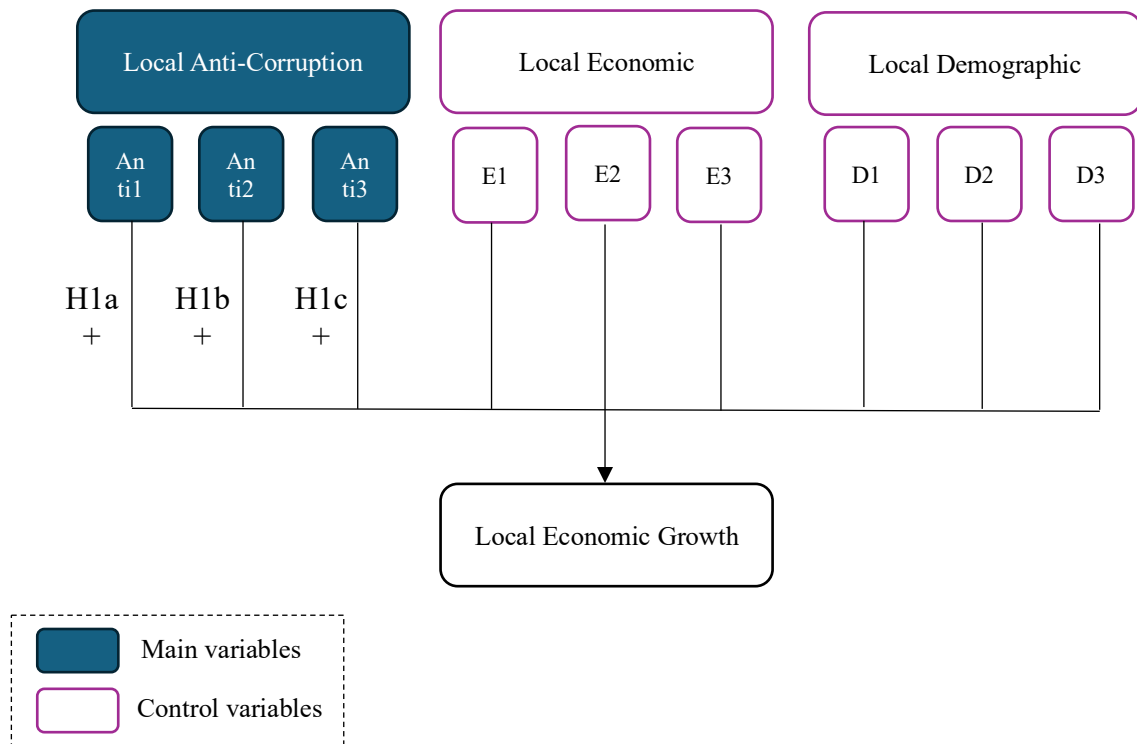 Local Anti-Corruption
Local Economic
Local Demographic
An
ti1
An
ti2
An
ti3
E1
E2
E3
D1
D2
D3
H1a
+
H1b
+
H1c
+
Local Economic Growth
Main variables
Control variables